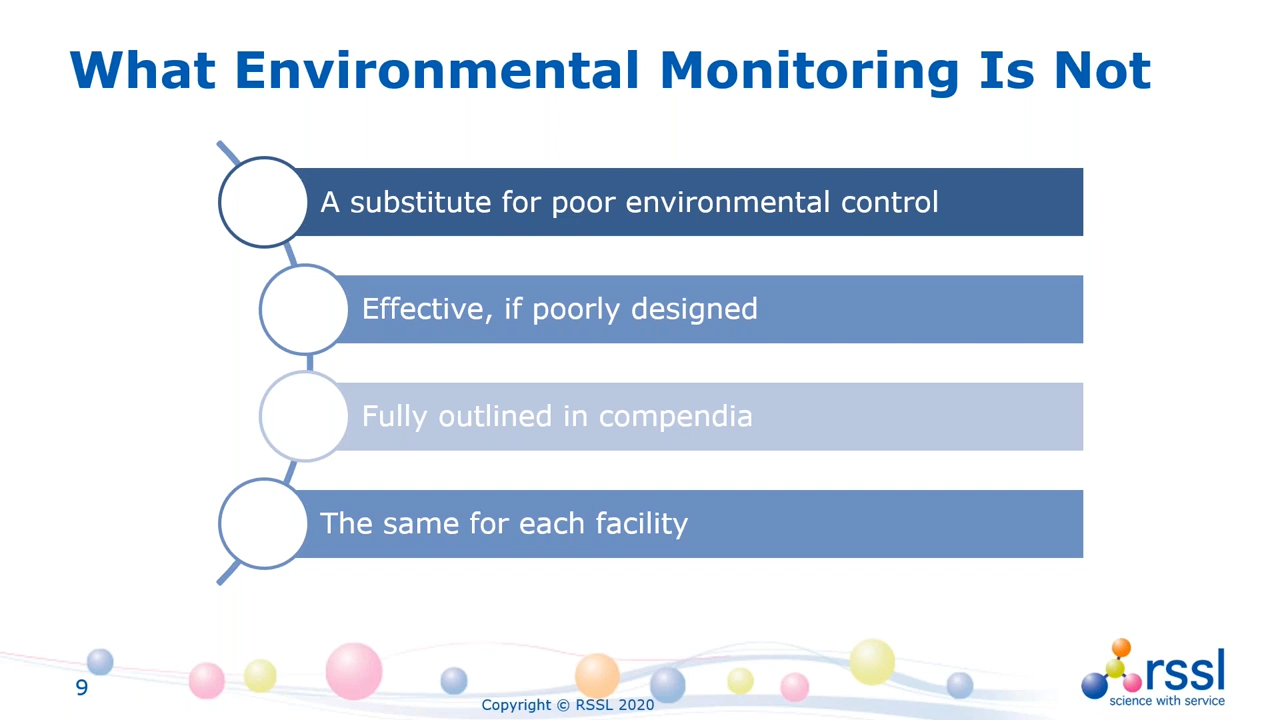 What Environmental Monitoring Is Not
A substitute for poor environmental control
Effective, if poorly designed
Fully outlined in compendia
The same for each facility
9
Copyright © RSSL 2020
rssl
science with service